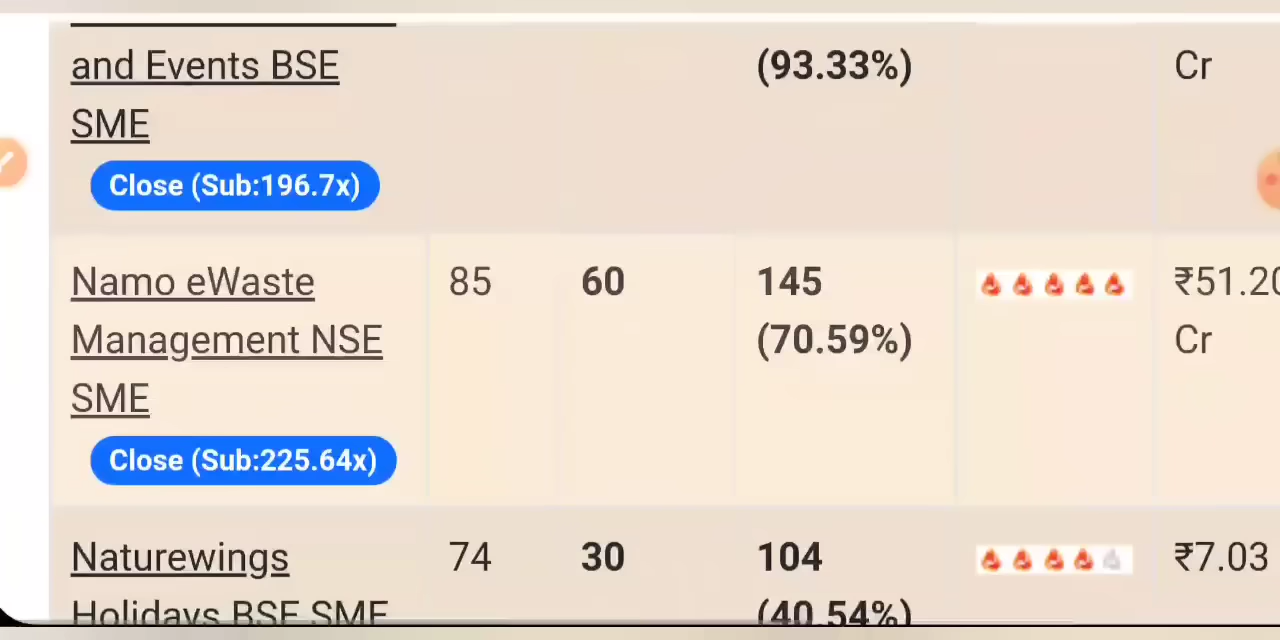 and Events BSE (93.33%) Cr
SME
Close (Sub:196.7x)
Namo eWaste 85 60 145 ₹51.20
Management NSE (70.59%) Cr
SME
Close (Sub:225.64x)
Naturewings 74 30 104 ₹7.03
Holidays BSE SME (40.54%)